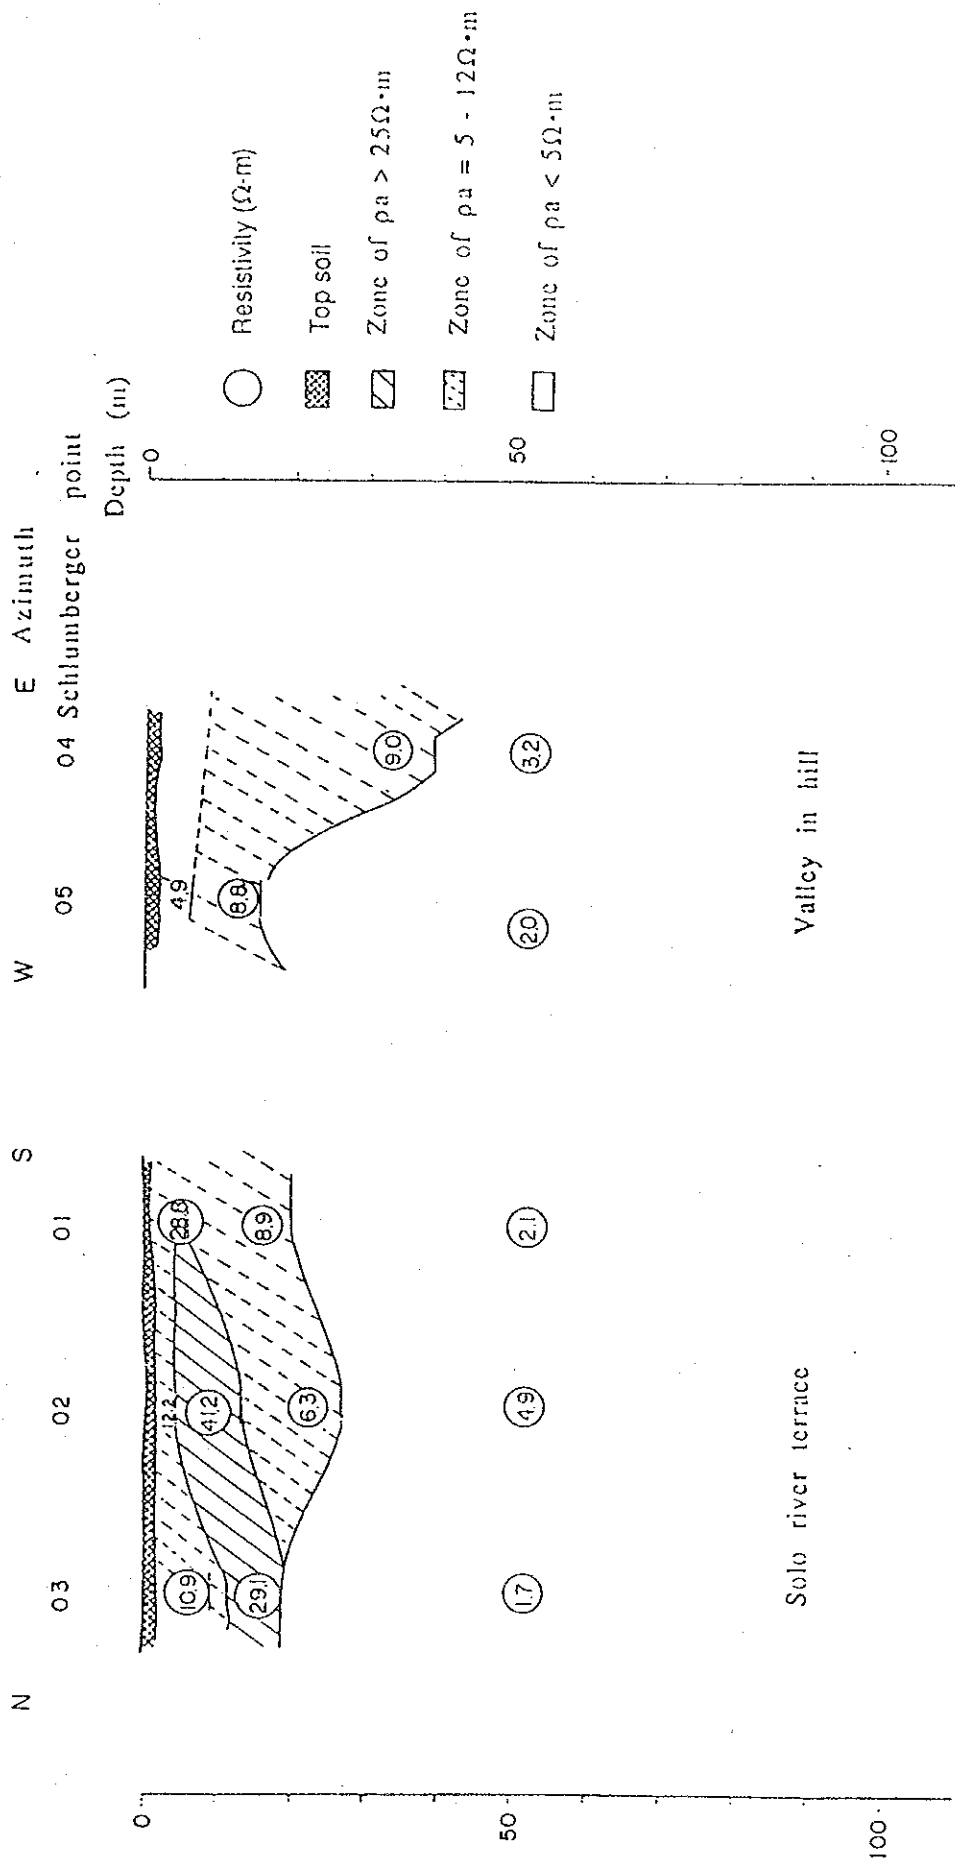 N S W E Azimuth
03 02 01 05 04 Schlumberger point
Depth (m)
0 0
10.9 12.2 28.8 4.9
29.1 41.2 8.9 8.8
6.3 9.0
50 1.7 4.9 2.1 2.0 3.2 50
100 100
Solo river terrace Valley in hill
Resistivity (Ω-m)
Top soil
Zone of ρa > 25Ω·m
Zone of ρa = 5 - 12Ω·m
Zone of ρa < 5Ω·m